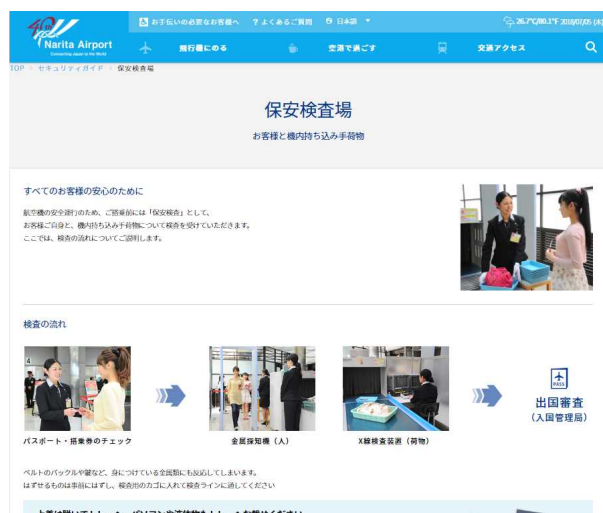 お手伝いの必要なお客様へ ? よくあるご質問 日本語 26.7℃/80.1°F 2018/07/05 (木)
Narita Airport 飛行機にのる 空港で過ごす 交通アクセス
TOP セキュリティガイド 保安検査場
保安検査場
お客様と機内持ち込み手荷物
すべてのお客様の安心のために
航空機の安全運行のため、ご搭乗前には「保安検査」として、
お客様ご自身と、機内持ち込み手荷物について検査を受けていただきます。
ここでは、検査の流れについてご説明します。
検査の流れ
4
PASS
出国審査
(入国管理局)
パスポート・搭乗券のチェック 金属探知機（人） X線検査装置（荷物）
ベルトのバックルや鍵など、身につけている金属類にも反応してしまいます。
はずせるものは事前にはずし、検査用のカゴに入れて検査ラインに通してください